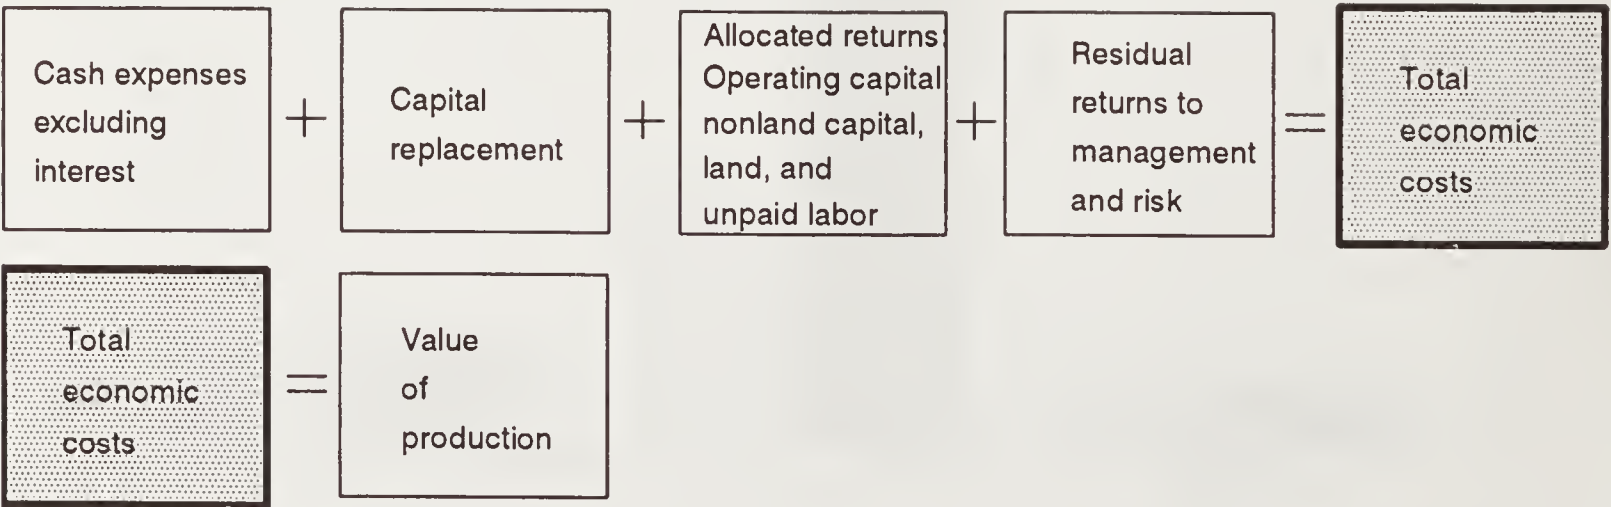 Cash expenses
excluding
interest
+
Capital
replacement
+
Allocated returns
Operating capital
nonland capital,
land, and
unpaid labor
+
Residual
returns to
management
and risk
=
Total
economic
costs
Total
economic
costs
=
Value
of
production